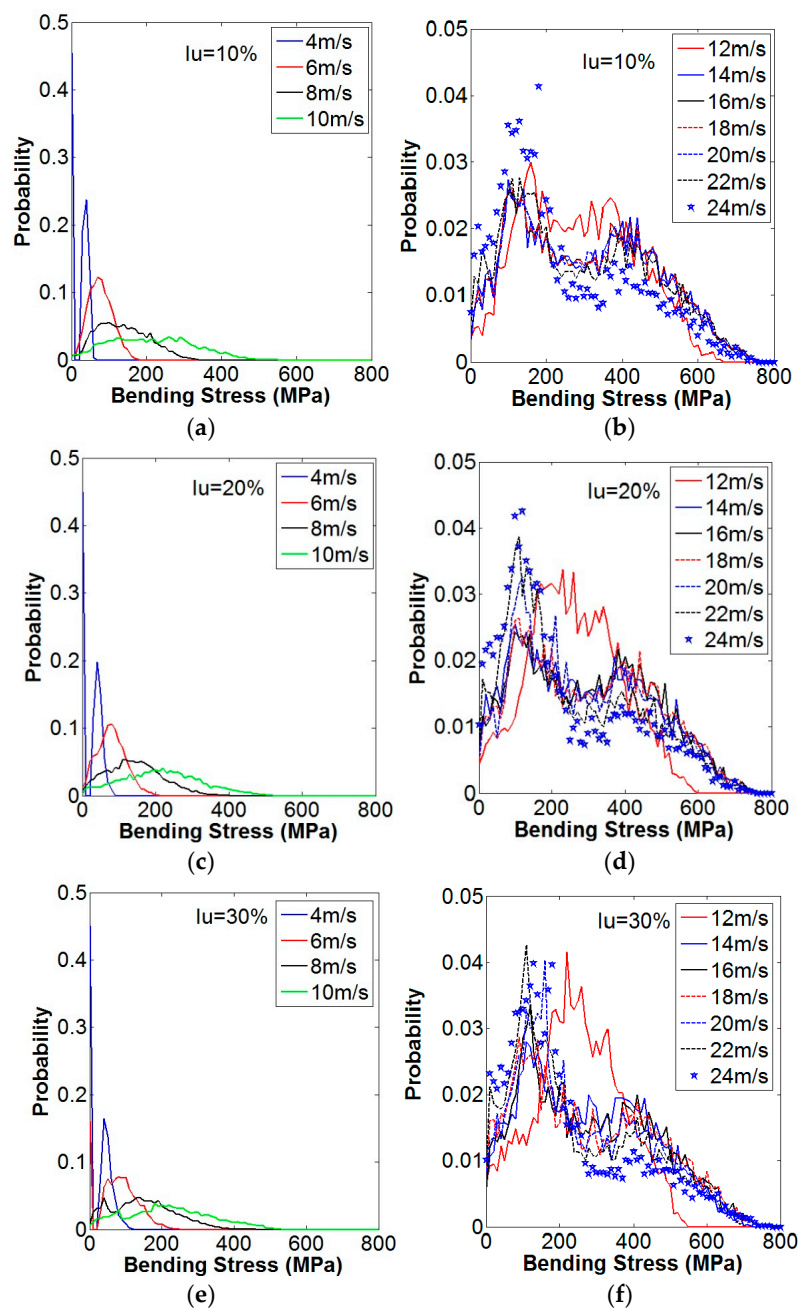 Iu=10%
4m/s
6m/s
8m/s
10m/s
Probability
0.5
0.4
0.3
0.2
0.1
0
0 200 400 600 800
Bending Stress (MPa)
(a)
Iu=10%
12m/s
14m/s
16m/s
18m/s
20m/s
22m/s
24m/s
Probability
0.05
0.04
0.03
0.02
0.01
0
0 200 400 600 800
Bending Stress (MPa)
(b)
Iu=20%
4m/s
6m/s
8m/s
10m/s
Probability
0.5
0.4
0.3
0.2
0.1
0
0 200 400 600 800
Bending Stress (MPa)
(c)
Iu=20%
12m/s
14m/s
16m/s
18m/s
20m/s
22m/s
24m/s
Probability
0.05
0.04
0.03
0.02
0.01
0
0 200 400 600 800
Bending Stress (MPa)
(d)
Iu=30%
4m/s
6m/s
8m/s
10m/s
Probability
0.5
0.4
0.3
0.2
0.1
0
0 200 400 600 800
Bending Stress (MPa)
(e)
Iu=30%
12m/s
14m/s
16m/s
18m/s
20m/s
22m/s
24m/s
Probability
0.05
0.04
0.03
0.02
0.01
0
0 200 400 600 800
Bending Stress (MPa)
(f)